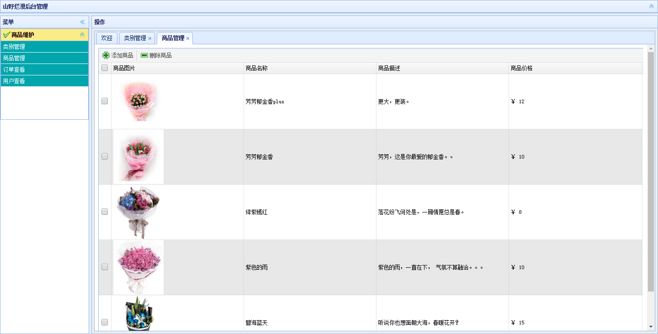 山野烂漫后台管理
菜单
操作
商品维护
类别管理
商品管理
订单查看
用户查看
欢迎 类别管理 商品管理
添加商品 删除商品
商品图片 商品名称 商品描述 商品价格
芳芳郁金香plus 更大，更装。 ￥ 12
芳芳郁金香 芳芳，这是你最爱的郁金香。。 ￥ 10
绯紫嫣红 落花纷飞间处是，一厢情愿总是春。 ￥ 8
紫色的雨 紫色的雨，一直在下， 气氛不算融洽。。。 ￥ 10
碧海蓝天 听说你也想面朝大海，春暖花开？ ￥ 15